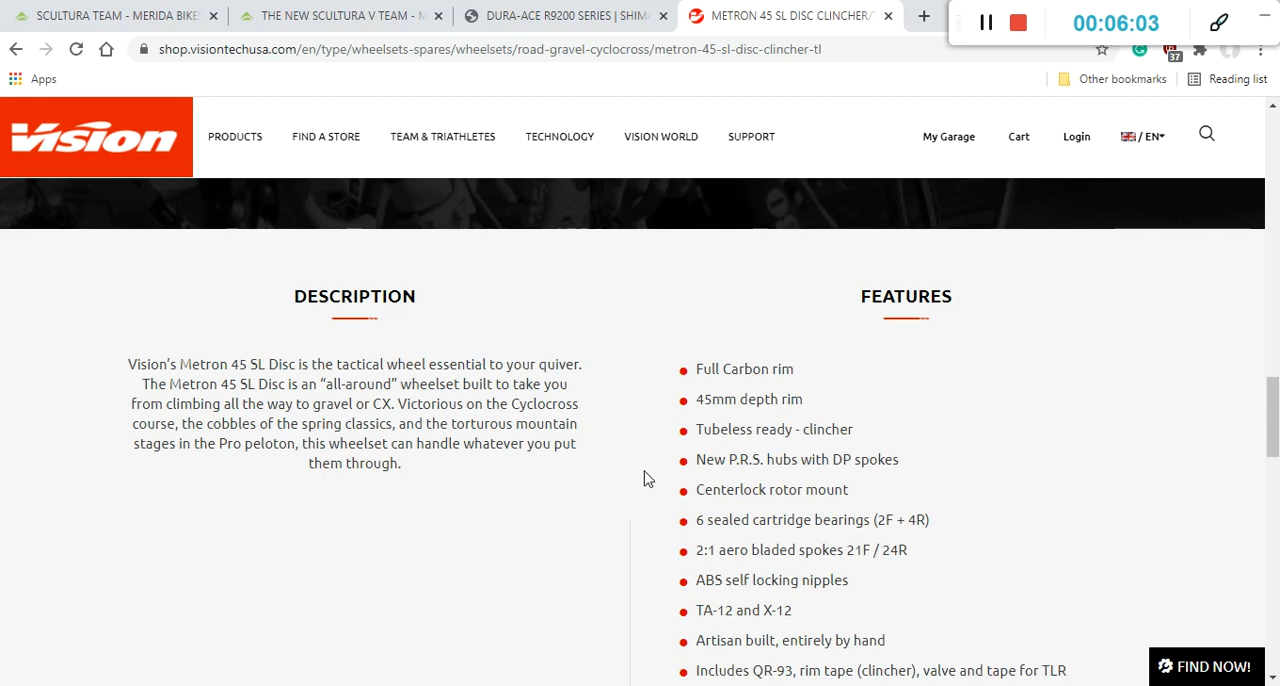 SCULTURA TEAM - MERIDA BIKES
THE NEW SCULTURA V TEAM - M
DURA-ACE R9200 SERIES | SHIMA
METRON 45 SL DISC CLINCHER/T
00:06:03
shop.visiontechusa.com/en/type/wheelsets-spares/wheelsets/road-gravel-cyclocross/metron-45-sl-disc-clincher-tl
37
Apps
Other bookmarks
Reading list
Vision
PRODUCTS
FIND A STORE
TEAM & TRIATHLETES
TECHNOLOGY
VISION WORLD
SUPPORT
My Garage
Cart
Login
/ EN
DESCRIPTION
Vision’s Metron 45 SL Disc is the tactical wheel essential to your quiver.
The Metron 45 SL Disc is an “all-around” wheelset built to take you
from climbing all the way to gravel or CX. Victorious on the Cyclocross
course, the cobbles of the spring classics, and the torturous mountain
stages in the Pro peloton, this wheelset can handle whatever you put
them through.
FEATURES
Full Carbon rim
45mm depth rim
Tubeless ready - clincher
New P.R.S. hubs with DP spokes
Centerlock rotor mount
6 sealed cartridge bearings (2F + 4R)
2:1 aero bladed spokes 21F / 24R
ABS self locking nipples
TA-12 and X-12
Artisan built, entirely by hand
Includes QR-93, rim tape (clincher), valve and tape for TLR
FIND NOW!